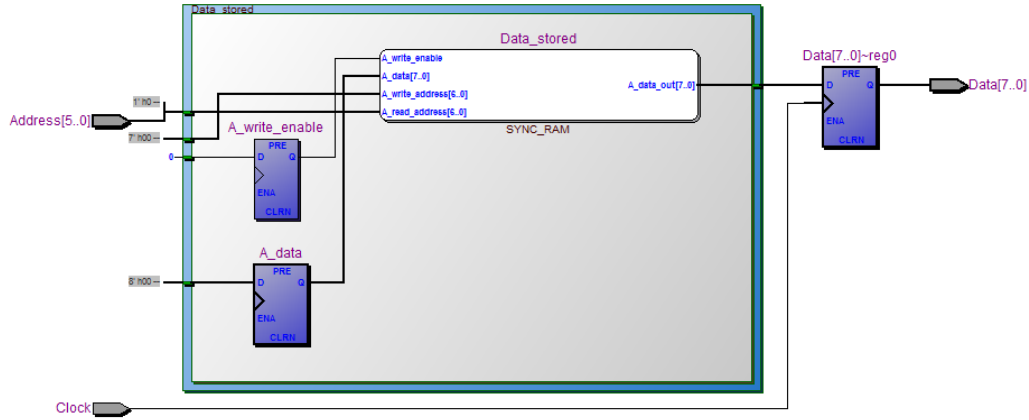 Data_stored
Data_stored
A_write_enable
A_data[7..0]
A_write_address[6..0]
A_read_address[6..0]
A_data_out[7..0]
SYNC_RAM
Data[7..0]~reg0
PRE
D
Q
ENA
CLRN
Data[7..0]
1' h0
Address[5..0]
7' h00
0
A_write_enable
PRE
D
Q
ENA
CLRN
A_data
8' h00
PRE
D
Q
ENA
CLRN
Clock